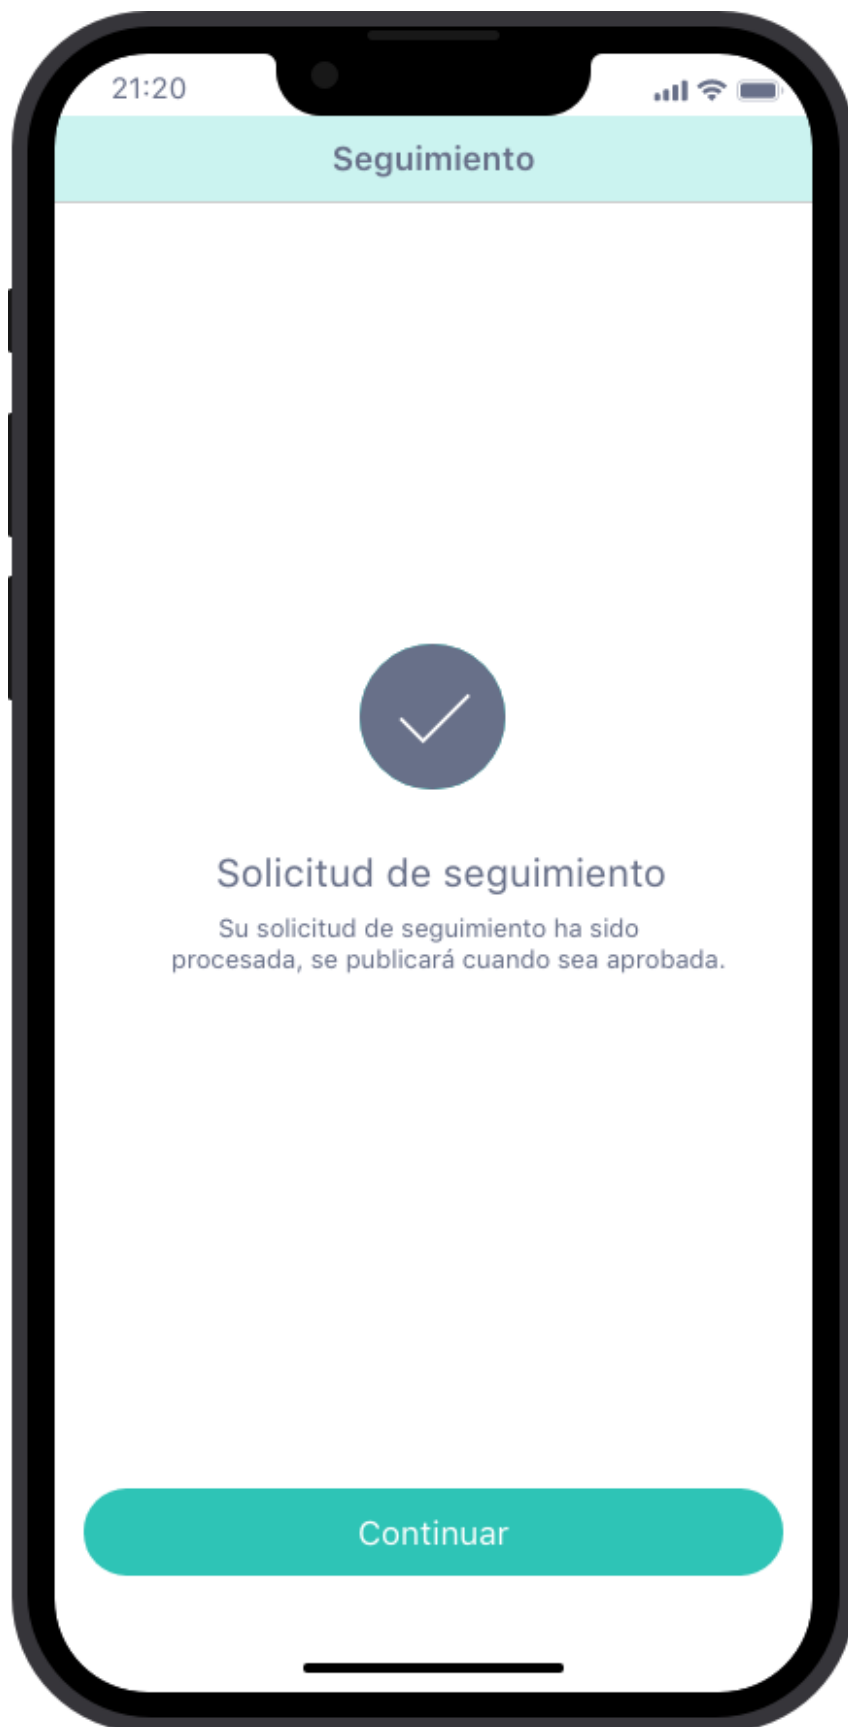 21:20
Seguimiento
Solicitud de seguimiento
Su solicitud de seguimiento ha sido
procesada, se publicará cuando sea aprobada.
Continuar